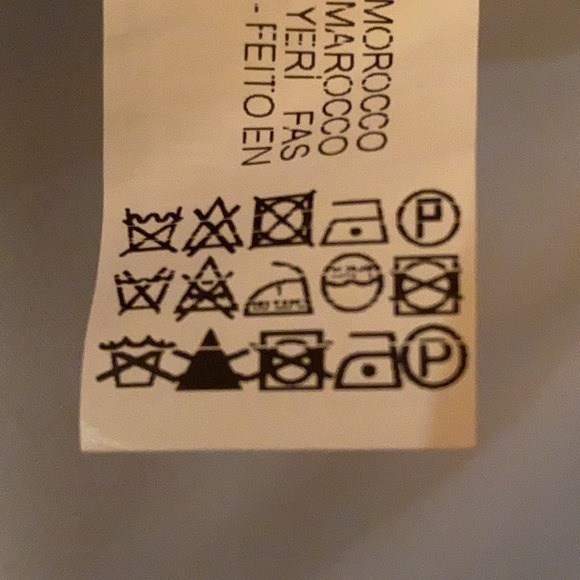 MOROCCO
MAROCCO
YERİ FAS
- FEITO EN
P
P